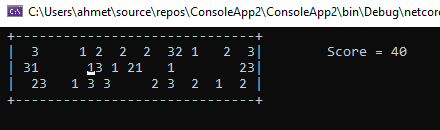 C:\Users\ahmet\source\repos\ConsoleApp2\ConsoleApp2\bin\Debug\netcor
+------------------------------+
|  3     1 2  2  2  32 1   2  3|        Score = 40
| 31      13 1 21   1        23|
|  23   1 3 3     2 3  2  1  2 |
+------------------------------+